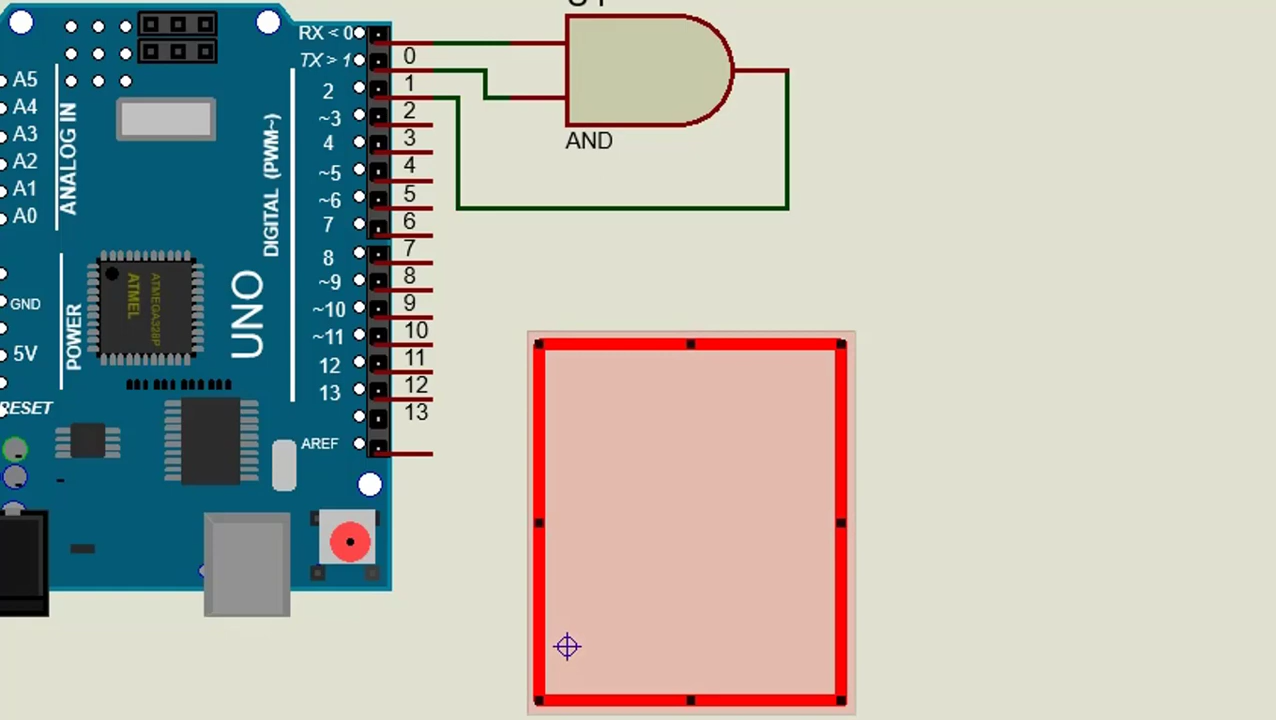 RX < 0
TX > 1
2
~3
4
~5
~6
7
8
~9
~10
~11
12
13
AREF
0
1
2
3
4
5
6
7
8
9
10
11
12
13
A5
A4
A3
A2
A1
A0
ANALOG IN
GND
5V
RESET
POWER
ATMEL
ATMEGA328P
UNO
DIGITAL (PWM~)
AND